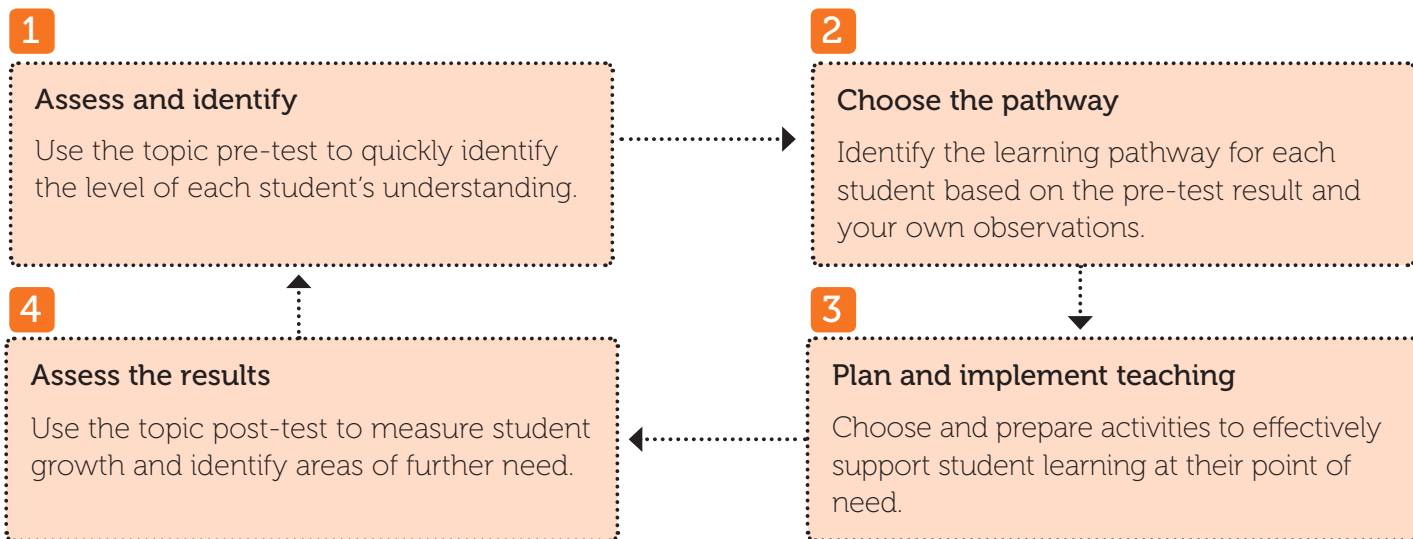 1
Assess and identify
Use the topic pre-test to quickly identify
the level of each student's understanding.
2
Choose the pathway
Identify the learning pathway for each
student based on the pre-test result and
your own observations.
3
Plan and implement teaching
Choose and prepare activities to effectively
support student learning at their point of
need.
4
Assess the results
Use the topic post-test to measure student
growth and identify areas of further need.